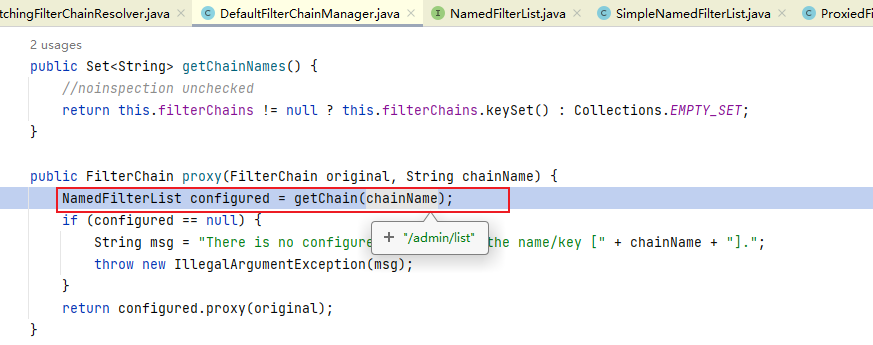 tchingFilterChainResolver.java × DefaultFilterChainManager.java × NamedFilterList.java × SimpleNamedFilterList.java × ProxiedFi
2 usages
public Set<String> getChainNames() {
//noinspection unchecked
return this.filterChains != null ? this.filterChains.keySet() : Collections.EMPTY_SET;
}
public FilterChain proxy(FilterChain original, String chainName) {
NamedFilterList configured = getChain(chainName);
if (configured == null) {
String msg = "There is no configure the name/key [" + chainName + "].";
+ "/admin/list"
throw new IllegalArgumentException(msg);
}
return configured.proxy(original);
}